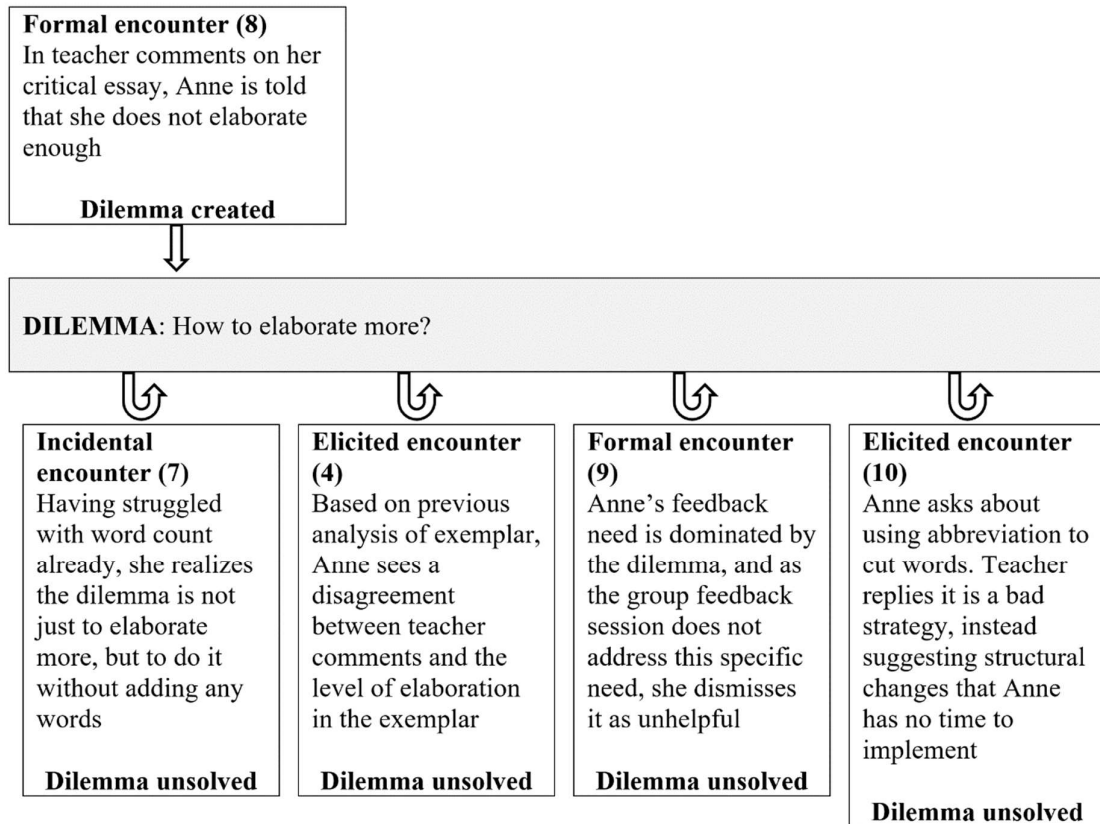 Formal encounter (8)
In teacher comments on her
critical essay, Anne is told
that she does not elaborate
enough
Dilemma created
DILEMMA: How to elaborate more?
Incidental
encounter (7)
Having struggled
with word count
already, she realizes
the dilemma is not
just to elaborate
more, but to do it
without adding any
words
Dilemma unsolved
Elicited encounter
(4)
Based on previous
analysis of exemplar,
Anne sees a
disagreement
between teacher
comments and the
level of elaboration
in the exemplar
Dilemma unsolved
Formal encounter
(9)
Anne’s feedback
need is dominated by
the dilemma, and as
the group feedback
session does not
address this specific
need, she dismisses
it as unhelpful
Dilemma unsolved
Elicited encounter
(10)
Anne asks about
using abbreviation to
cut words. Teacher
replies it is a bad
strategy, instead
suggesting structural
changes that Anne
has no time to
implement
Dilemma unsolved